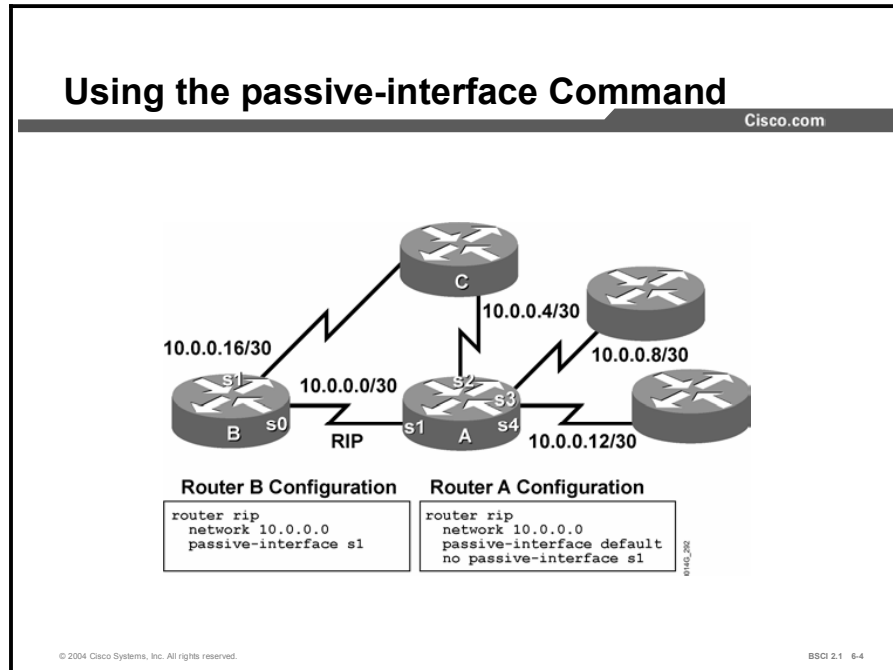 Using the passive-interface Command
Cisco.com
C
10.0.0.4/30
10.0.0.16/30
10.0.0.8/30
s1
10.0.0.0/30
s2
s3
s0
s1
s4
B
RIP
A
10.0.0.12/30
Router B Configuration
router rip
network 10.0.0.0
passive-interface s1
Router A Configuration
router rip
network 10.0.0.0
passive-interface default
no passive-interface s1
© 2004 Cisco Systems, Inc. All rights reserved.
BSCI 2.1 6-4